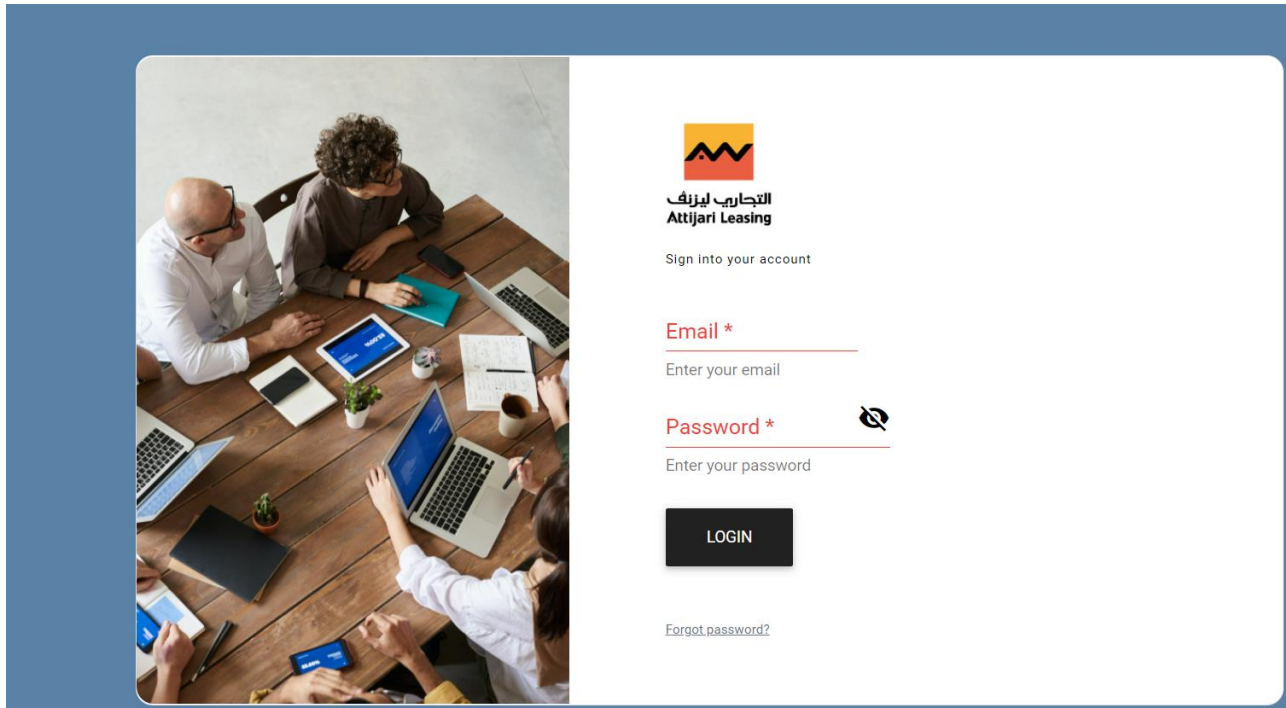 التجاري ليزنڤ
Attijari Leasing
Sign into your account
Email *
Enter your email
Password *
Enter your password
LOGIN
Forgot password?